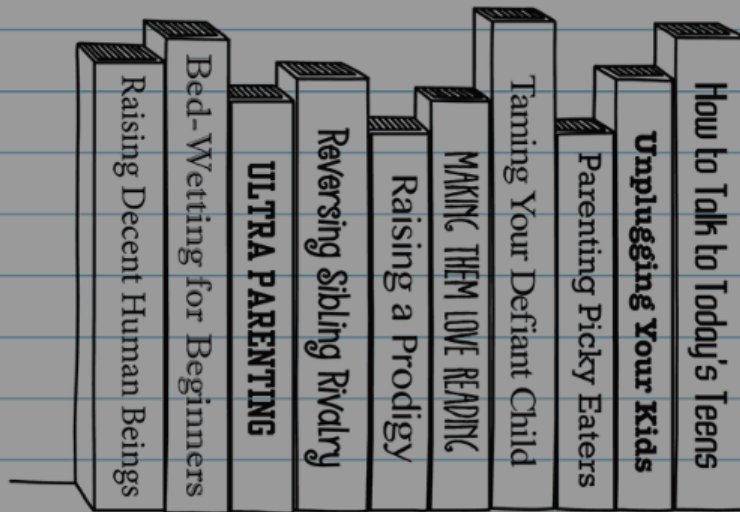 Raising Decent Human Beings
Bed-Wetting for Beginners
ULTRA PARENTING
Reversing Sibling Rivalry
Raising a Prodigy
MAKING THEM LOVE READING
Taming Your Defiant Child
Parenting Picky Eaters
Unplugging Your Kids
How to Talk to Today's Teens